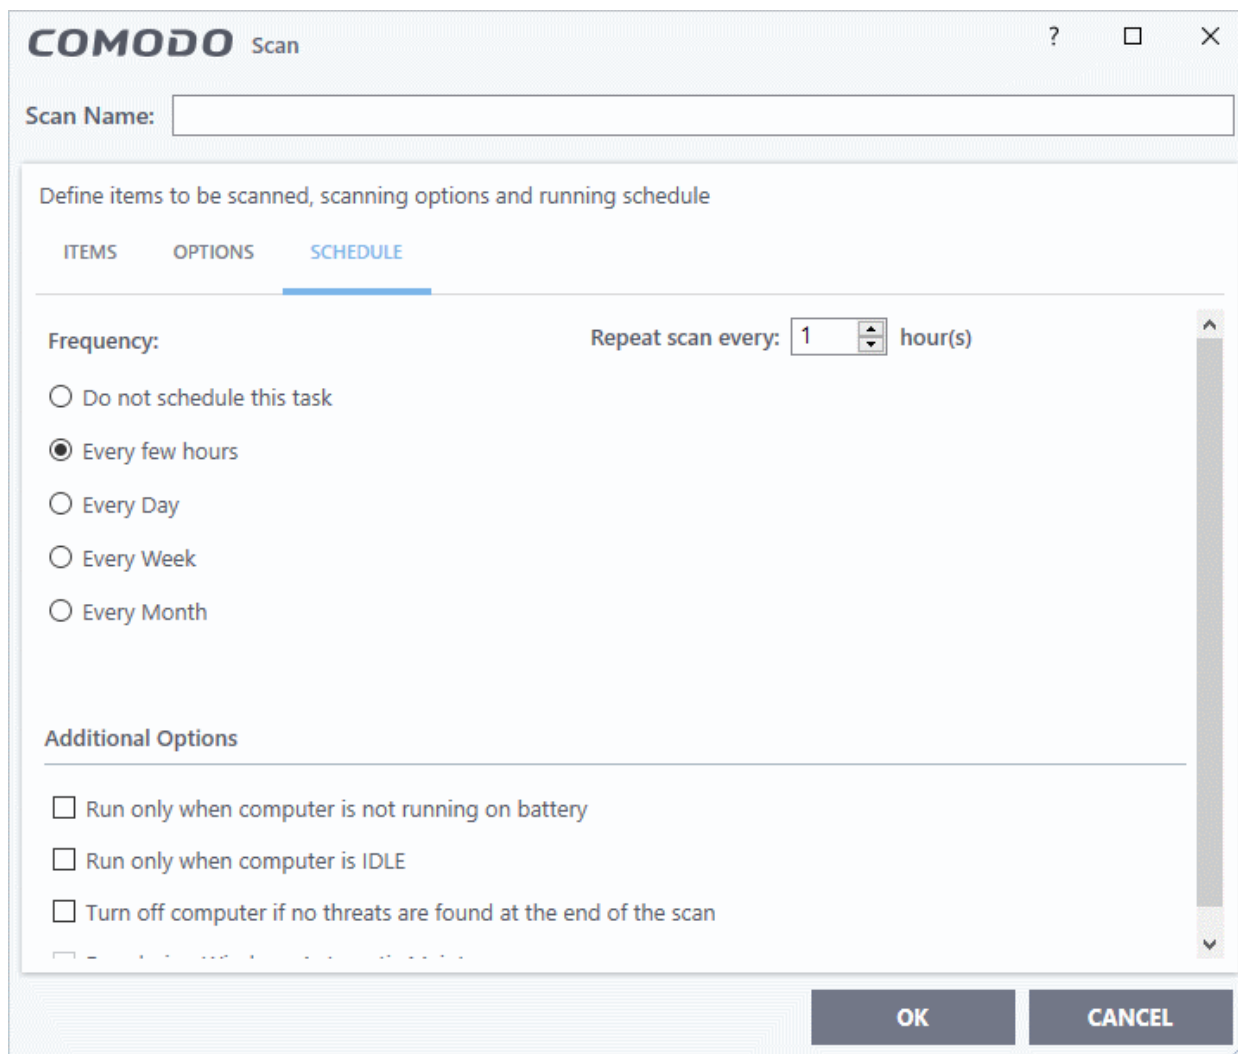 COMODO Scan
?
Scan Name:
Define items to be scanned, scanning options and running schedule
ITEMS OPTIONS SCHEDULE
Frequency: Repeat scan every: 1 hour(s)
Do not schedule this task
Every few hours
Every Day
Every Week
Every Month
Additional Options
Run only when computer is not running on battery
Run only when computer is IDLE
Turn off computer if no threats are found at the end of the scan
OK CANCEL